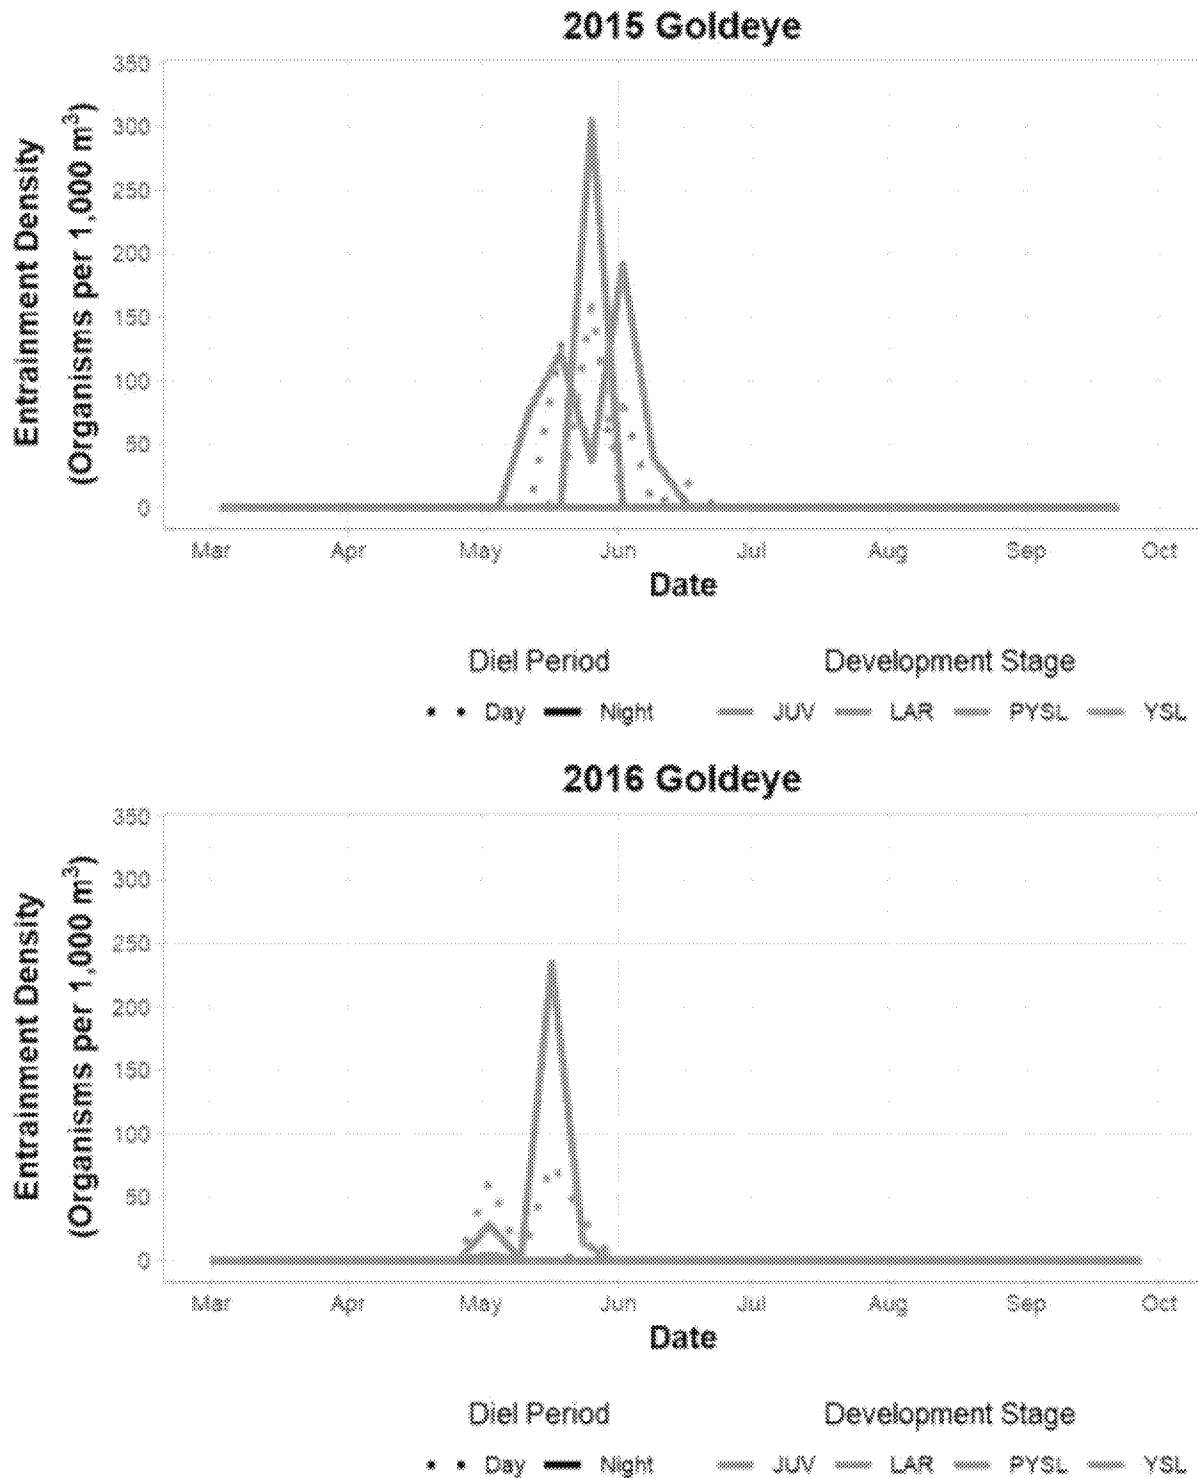 2015 Goldeye
350
300
250
200
150
100
50
0
Entrainment Density
(Organisms per 1,000 m³)
Mar Apr May Jun Jul Aug Sep Oct
Date
Diel Period Development Stage
Day Night JUV LAR PYSL YSL
2016 Goldeye
350
300
250
200
150
100
50
0
Entrainment Density
(Organisms per 1,000 m³)
Mar Apr May Jun Jul Aug Sep Oct
Date
Diel Period Development Stage
Day Night JUV LAR PYSL YSL